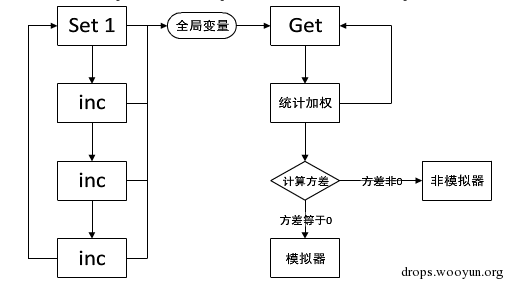 Set 1
全局变量
Get
inc
统计加权
inc
计算方差
方差非0
非模拟器
方差等于0
inc
模拟器
drops.wooyun.org